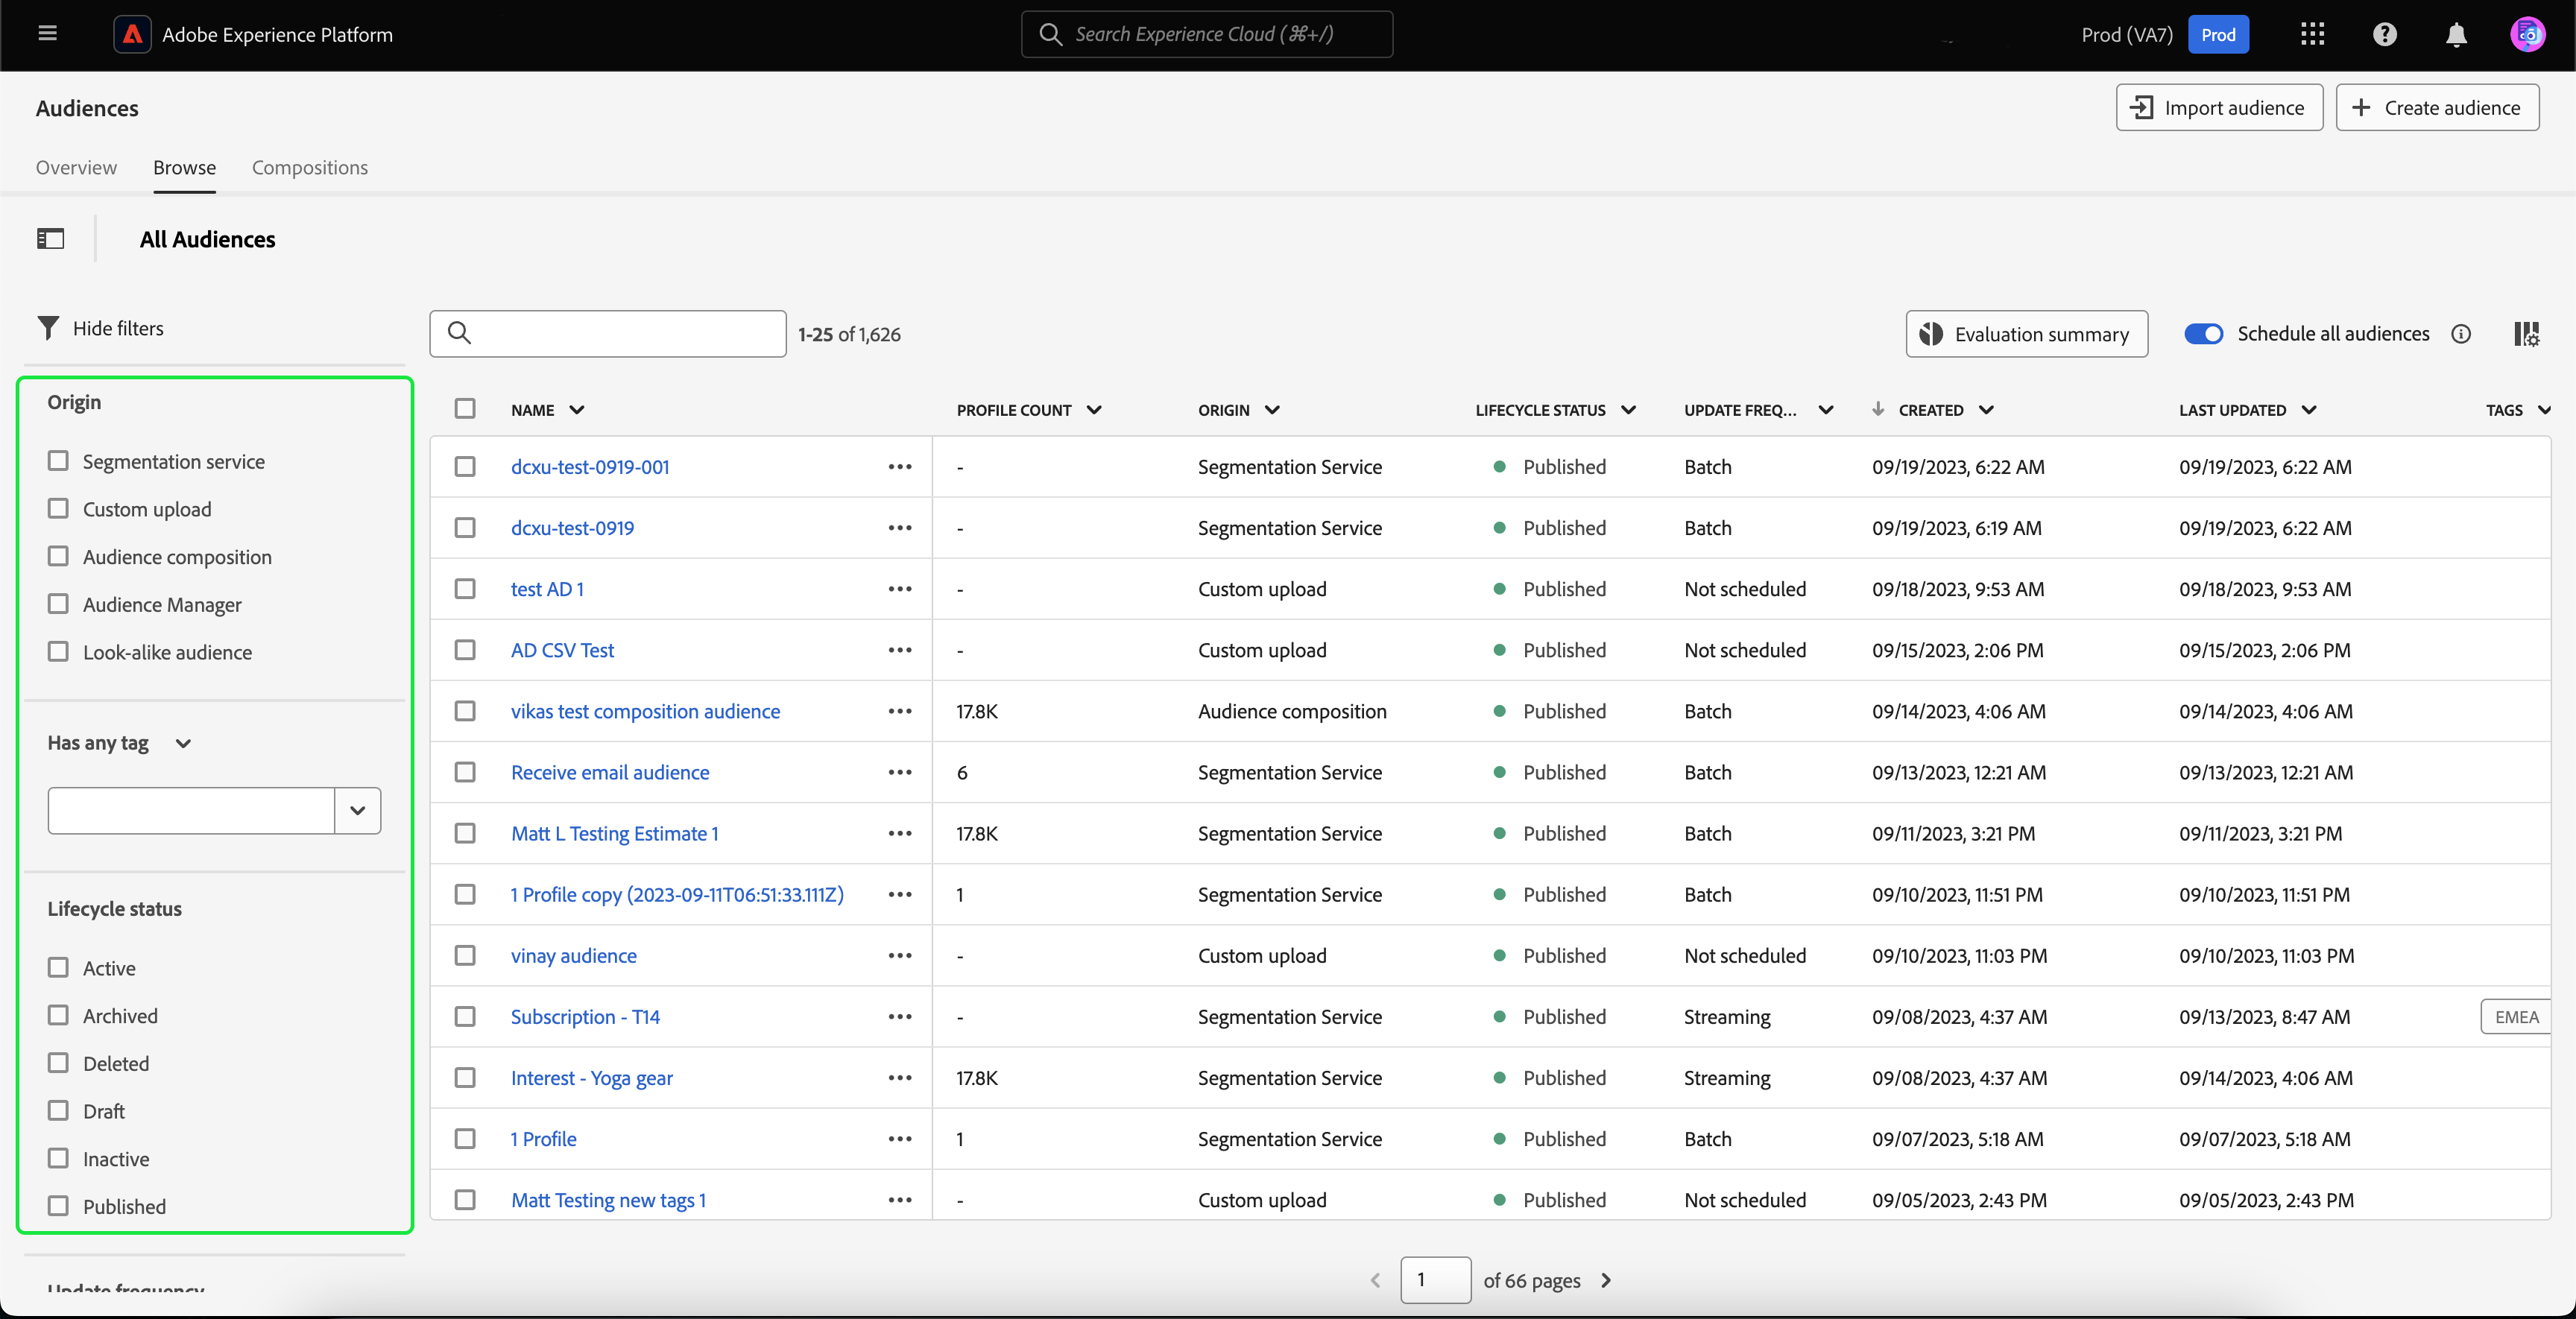 Adobe Experience Platform
Search Experience Cloud (⌘+/)
Prod (VA7)
Prod
Audiences
Import audience
Create audience
Overview
Browse
Compositions
All Audiences
Hide filters
1-25 of 1,626
Evaluation summary
Schedule all audiences
Origin
Segmentation service
Custom upload
Audience composition
Audience Manager
Look-alike audience
Has any tag
Lifecycle status
Active
Archived
Deleted
Draft
Inactive
Published
Update frequency
NAME PROFILE COUNT ORIGIN LIFECYCLE STATUS UPDATE FREQ... CREATED LAST UPDATED TAGS
dcxu-test-0919-001 - Segmentation Service Published Batch 09/19/2023, 6:22 AM 09/19/2023, 6:22 AM
dcxu-test-0919 - Segmentation Service Published Batch 09/19/2023, 6:19 AM 09/19/2023, 6:22 AM
test AD 1 - Custom upload Published Not scheduled 09/18/2023, 9:53 AM 09/18/2023, 9:53 AM
AD CSV Test - Custom upload Published Not scheduled 09/15/2023, 2:06 PM 09/15/2023, 2:06 PM
vikas test composition audience 17.8K Audience composition Published Batch 09/14/2023, 4:06 AM 09/14/2023, 4:06 AM
Receive email audience 6 Segmentation Service Published Batch 09/13/2023, 12:21 AM 09/13/2023, 12:21 AM
Matt L Testing Estimate 1 17.8K Segmentation Service Published Batch 09/11/2023, 3:21 PM 09/11/2023, 3:21 PM
1 Profile copy (2023-09-11T06:51:33.111Z) 1 Segmentation Service Published Batch 09/10/2023, 11:51 PM 09/10/2023, 11:51 PM
vinay audience - Custom upload Published Not scheduled 09/10/2023, 11:03 PM 09/10/2023, 11:03 PM
Subscription - T14 - Segmentation Service Published Streaming 09/08/2023, 4:37 AM 09/13/2023, 8:47 AM EMEA
Interest - Yoga gear 17.8K Segmentation Service Published Streaming 09/08/2023, 4:37 AM 09/14/2023, 4:06 AM
1 Profile 1 Segmentation Service Published Batch 09/07/2023, 5:18 AM 09/07/2023, 5:18 AM
Matt Testing new tags 1 - Custom upload Published Not scheduled 09/05/2023, 2:43 PM 09/05/2023, 2:43 PM
1 of 66 pages